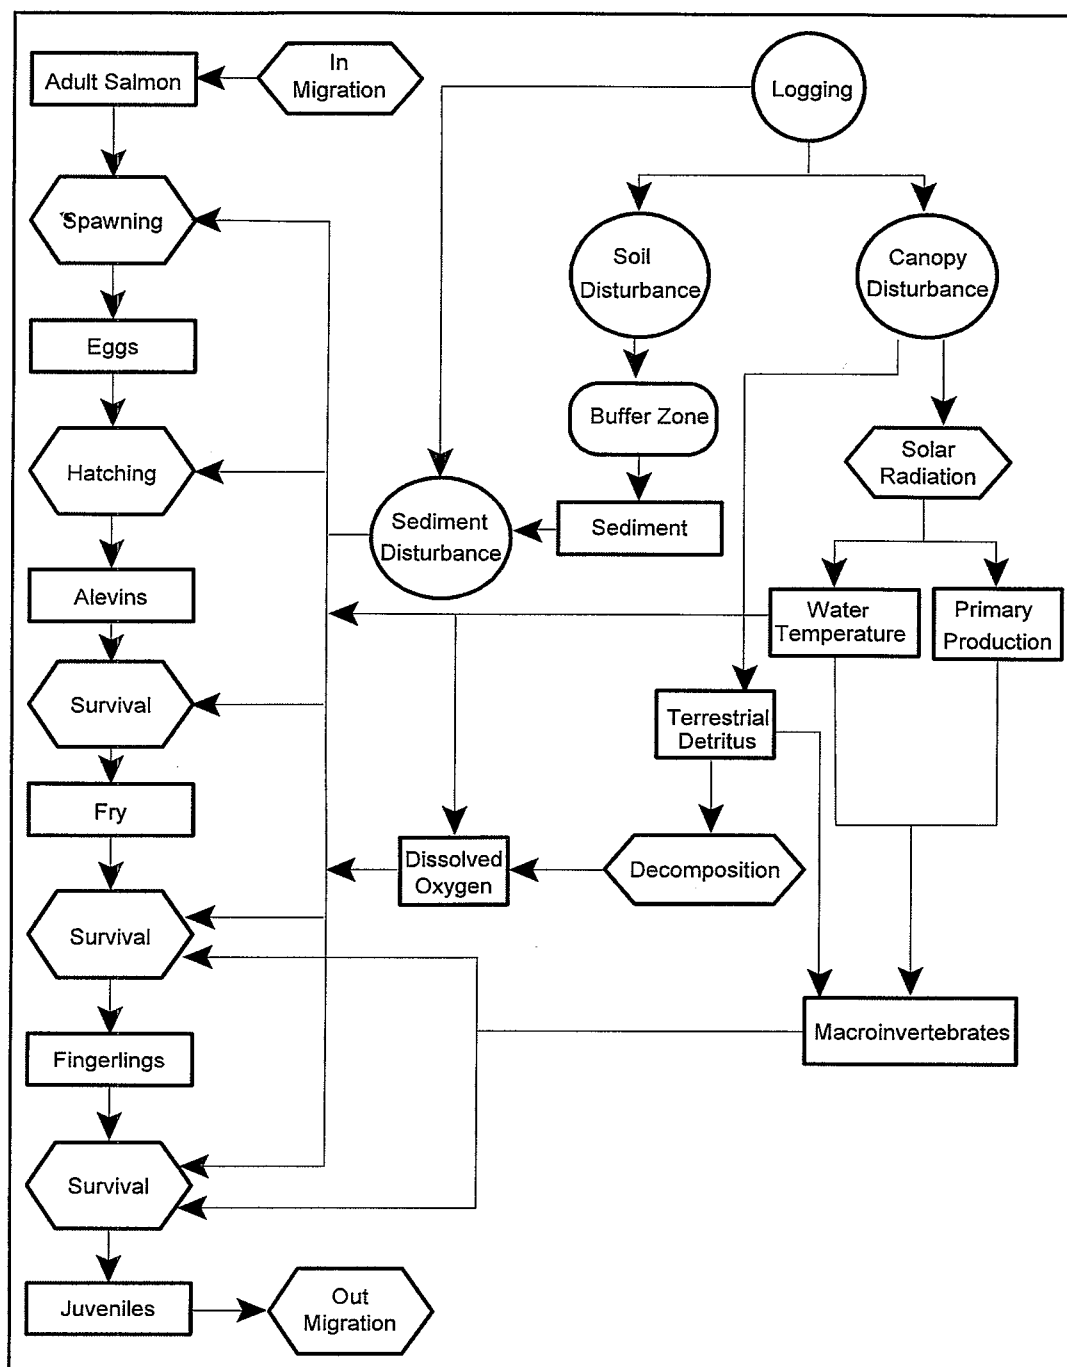 Adult Salmon
In
Migration
Logging
Spawning
Soil
Disturbance
Canopy
Disturbance
Eggs
Buffer Zone
Hatching
Solar
Radiation
Sediment
Disturbance
Sediment
Alevins
Water
Temperature
Primary
Production
Survival
Terrestrial
Detritus
Fry
Dissolved
Oxygen
Decomposition
Survival
Fingerlings
Macroinvertebrates
Survival
Juveniles
Out
Migration